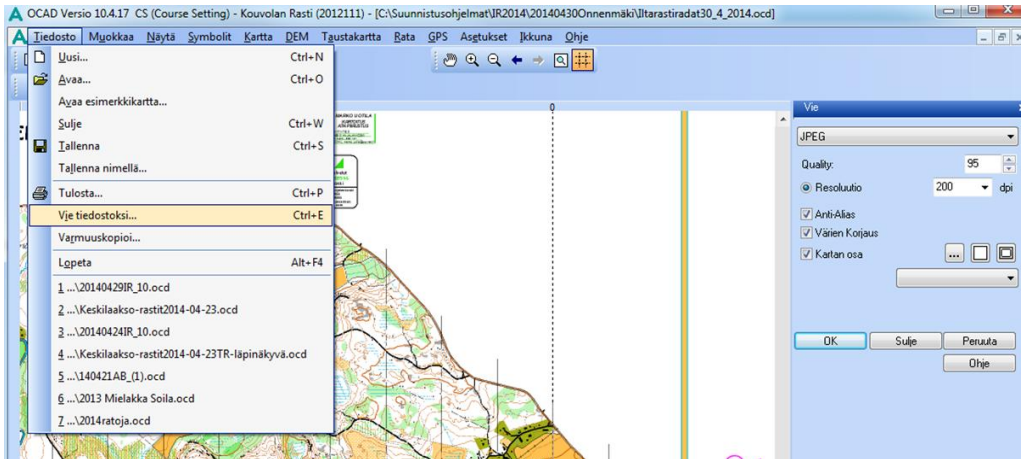 OCAD Versio 10.4.17 CS (Course Setting) - Kouvolan Rasti (2012111) - [C:\Suunnistusohjelmat\IR2014\20140430Onnenmäki\Iltarastiradat30_4_2014.ocd]
Tiedosto Muokkaa Näytä Symbolit Kartta DEM Taustakartta Rata GPS Asetukset Ikkuna Ohje
Uusi... Ctrl+N
Avaa... Ctrl+O
Avaa esimerkkikartta...
Sulje Ctrl+W
Tallenna Ctrl+S
Tallenna nimellä...
Tulosta... Ctrl+P
Vie tiedostoksi... Ctrl+E
Varmuuskopioi...
Lopeta Alt+F4
1 ...\20140429IR_10.ocd
2 ...\Keskilaakso-rastit2014-04-23.ocd
3 ...\20140424IR_10.ocd
4 ...\Keskilaakso-rastit2014-04-23TR-läpinäkyvä.ocd
5 ...\140421AB_(1).ocd
6 ...\2013 Mielakka Soila.ocd
7 ...\2014ratoja.ocd
0
Vie
JPEG
Quality: 95
Resoluutio 200 dpi
Anti-Alias
Värien Korjaus
Kartan osa ...
OK Sulje Peruuta
Ohje